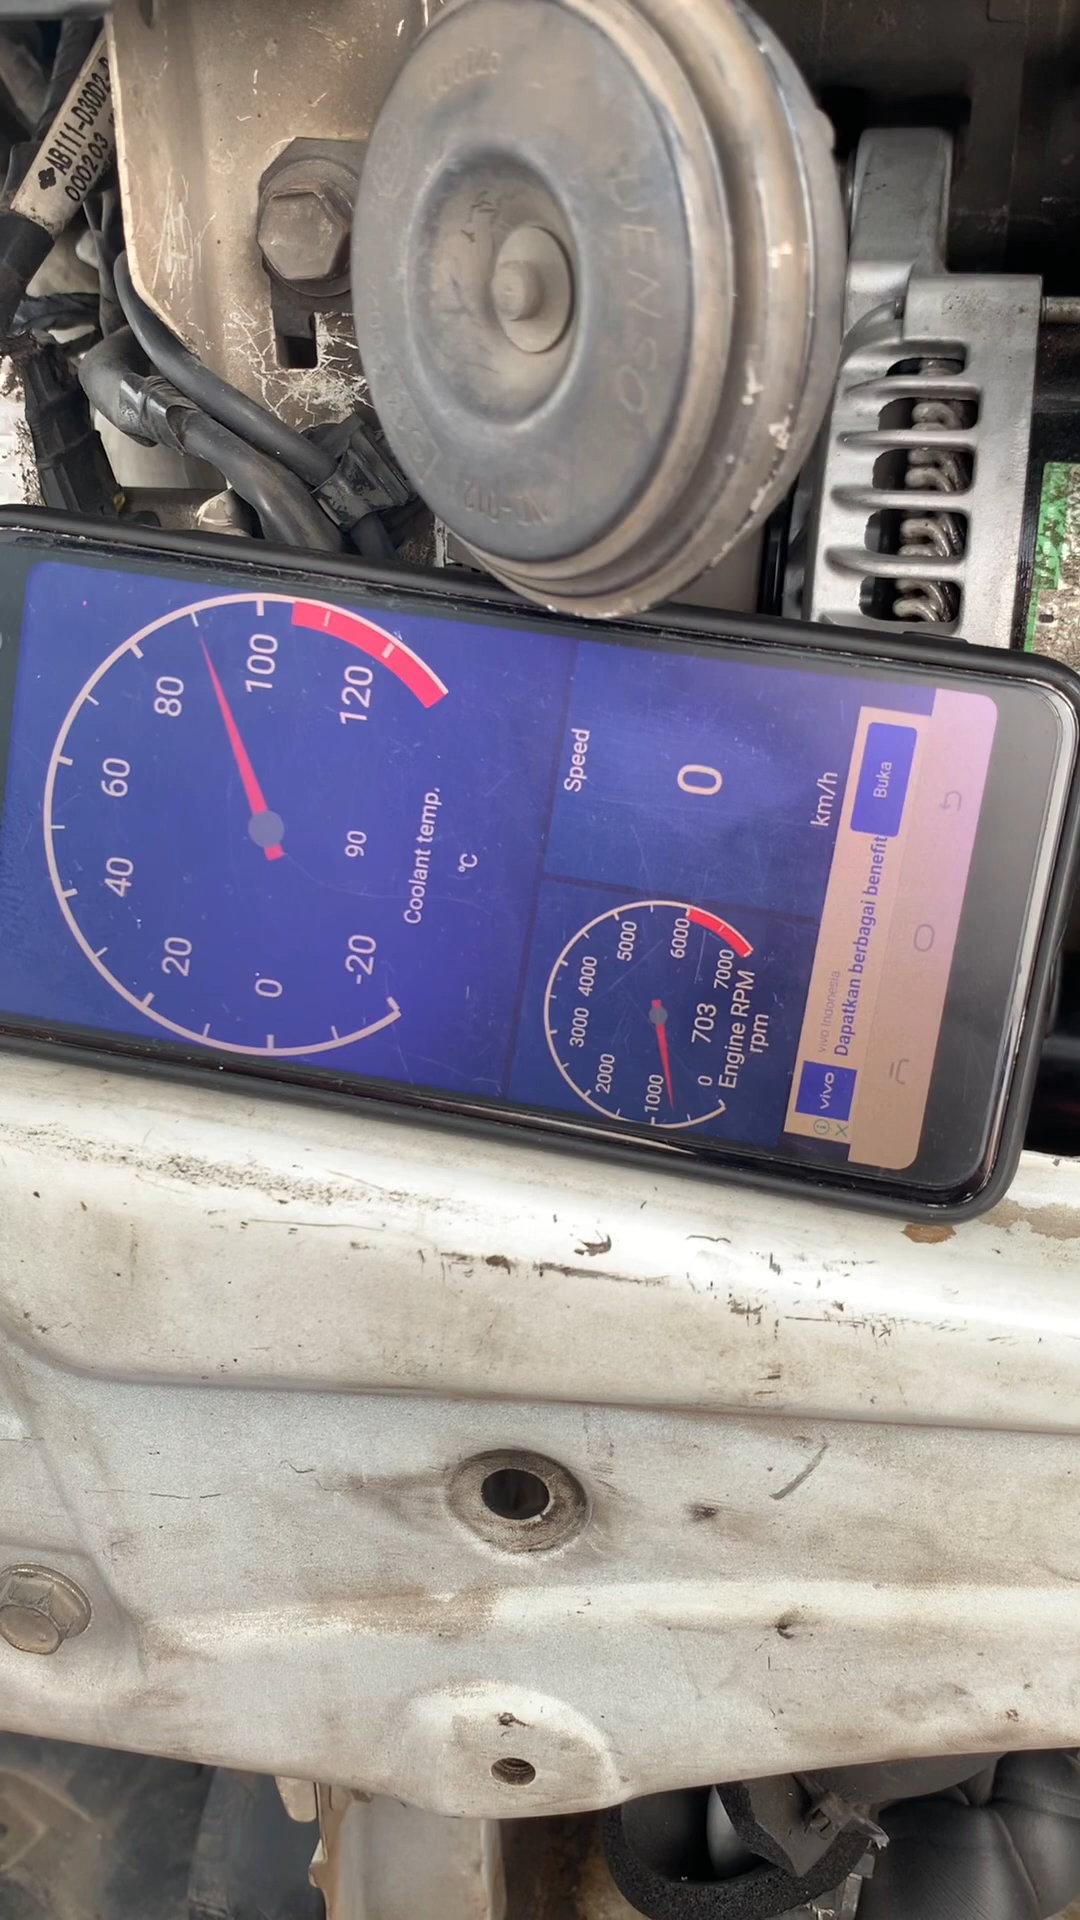 AB111-D30D2-B
000203
DENSO
-20
0
20
40
60
80
100
120
90
Coolant temp.
°C
Speed
0
km/h
0
1000
2000
3000
4000
5000
6000
7000
703
Engine RPM
rpm
vivo
vivo Indonesia
Dapatkan berbagai benefit
Buka